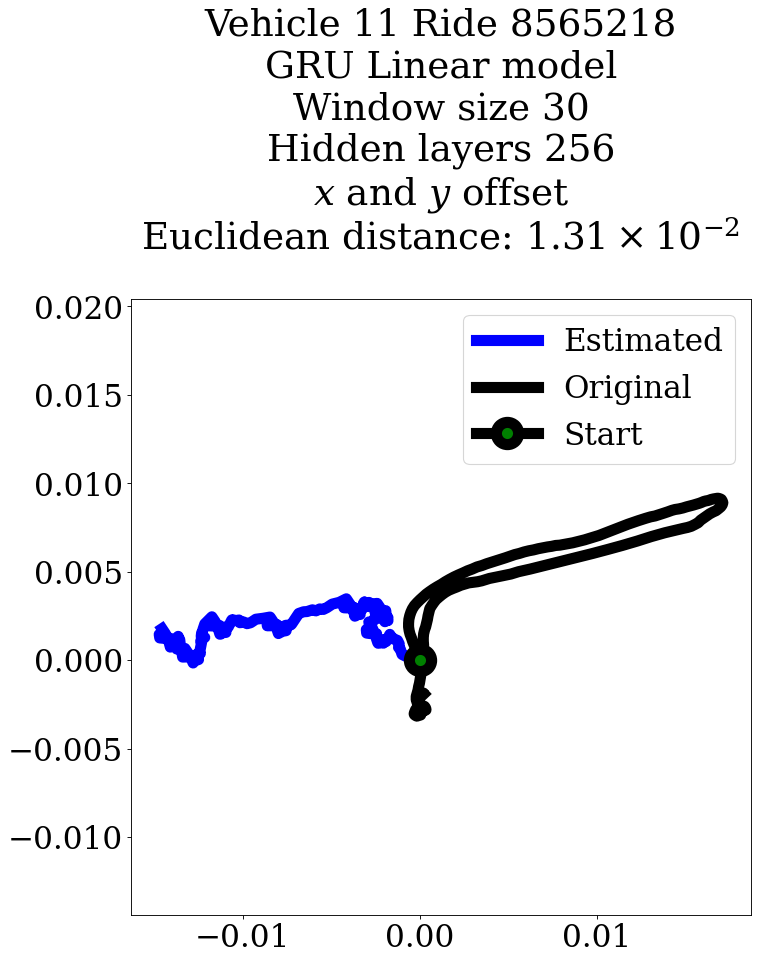 Vehicle 11 Ride 8565218
GRU Linear model
Window size 30
Hidden layers 256
x and y offset
Euclidean distance: 1.31 × 10⁻²
Estimated
Original
Start
0.020
0.015
0.010
0.005
0.000
−0.005
−0.010
−0.01 0.00 0.01